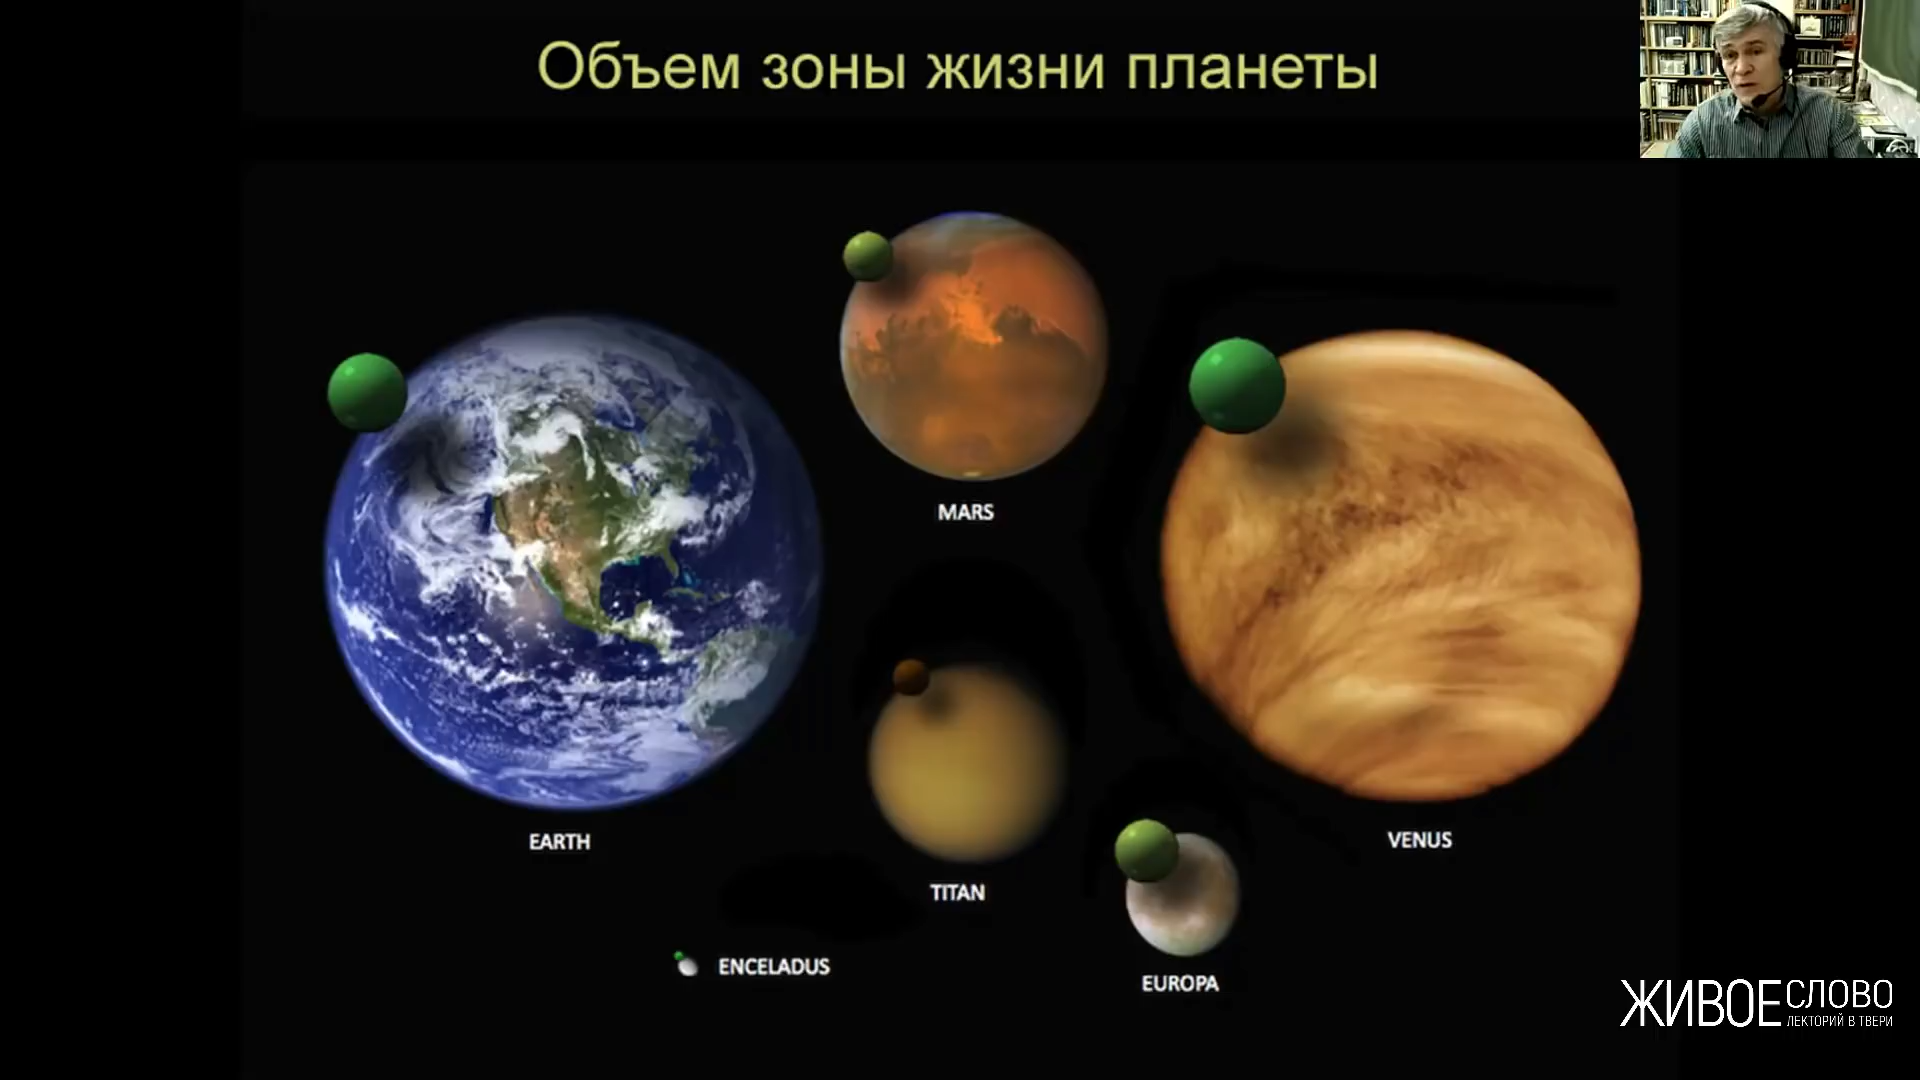 Объем зоны жизни планеты
MARS
EARTH
VENUS
TITAN
ENCELADUS
EUROPA
ЖИВОЕ СЛОВО
ЛЕКТОРИЙ В ТВЕРИ